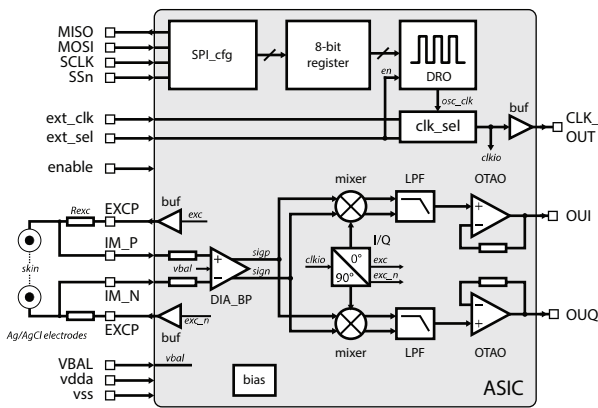 MISO
MOSI
SCLK
SSn
SPI_cfg
8-bit
register
DRO
en
osc_clk
ext_clk
ext_sel
clk_sel
buf
CLK_
OUT
clkio
enable
mixer
LPF
OTAO
Rexc
EXCP
buf
exc
OUI
IM_P
I/Q
sigp
vbal
sign
clkio
0°
90°
exc
exc_n
skin
DIA_BP
IM_N
EXCP
exc_n
buf
Ag/AgCl electrodes
OUQ
mixer
LPF
OTAO
VBAL
vbal
vdda
vss
bias
ASIC
+
−
+
−
+
−